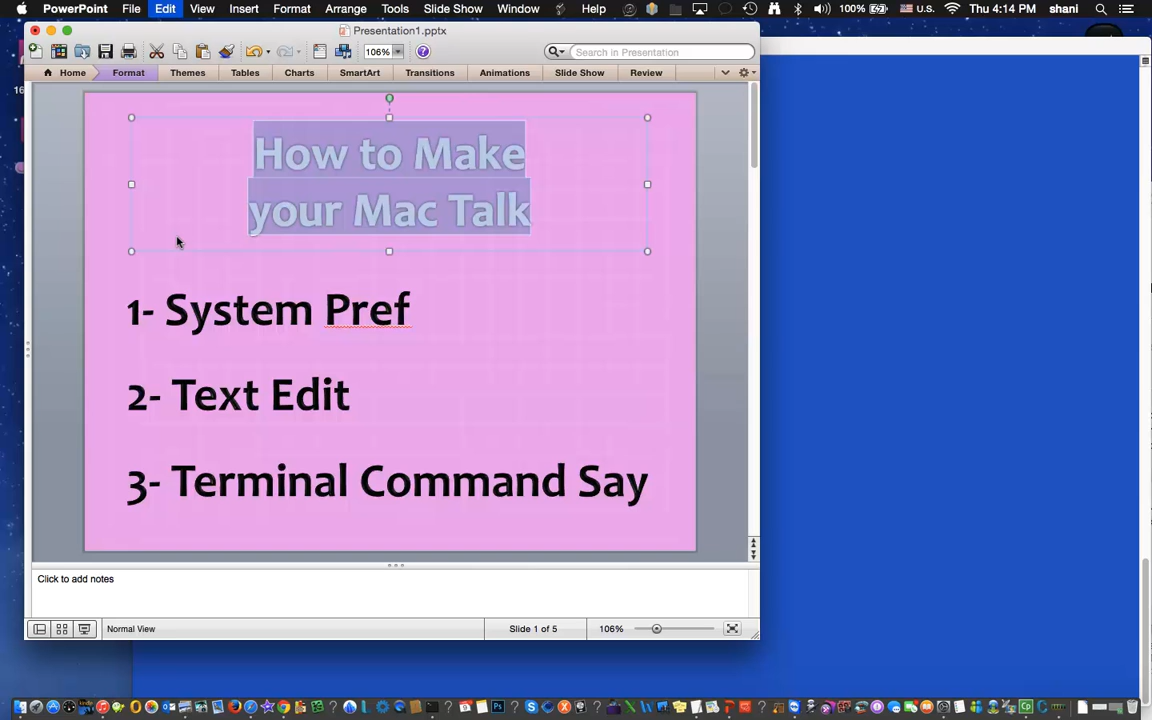 PowerPoint File Edit View Insert Format Arrange Tools Slide Show Window Help 100% U.S. Thu 4:14 PM shani
Presentation1.pptx
106% Search in Presentation
Home Format Themes Tables Charts SmartArt Transitions Animations Slide Show Review
How to Make
your Mac Talk
1- System Pref
2- Text Edit
3- Terminal Command Say
Click to add notes
Normal View Slide 1 of 5 106%